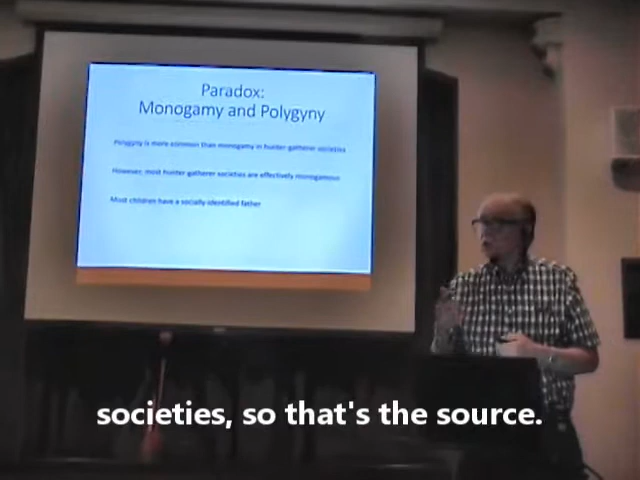 Paradox:
Monogamy and Polygyny
Polygyny is more common than monogamy in hunter-gatherer societies
However, most hunter-gatherer societies are effectively monogamous
Most children have a socially-identified father
societies, so that's the source.